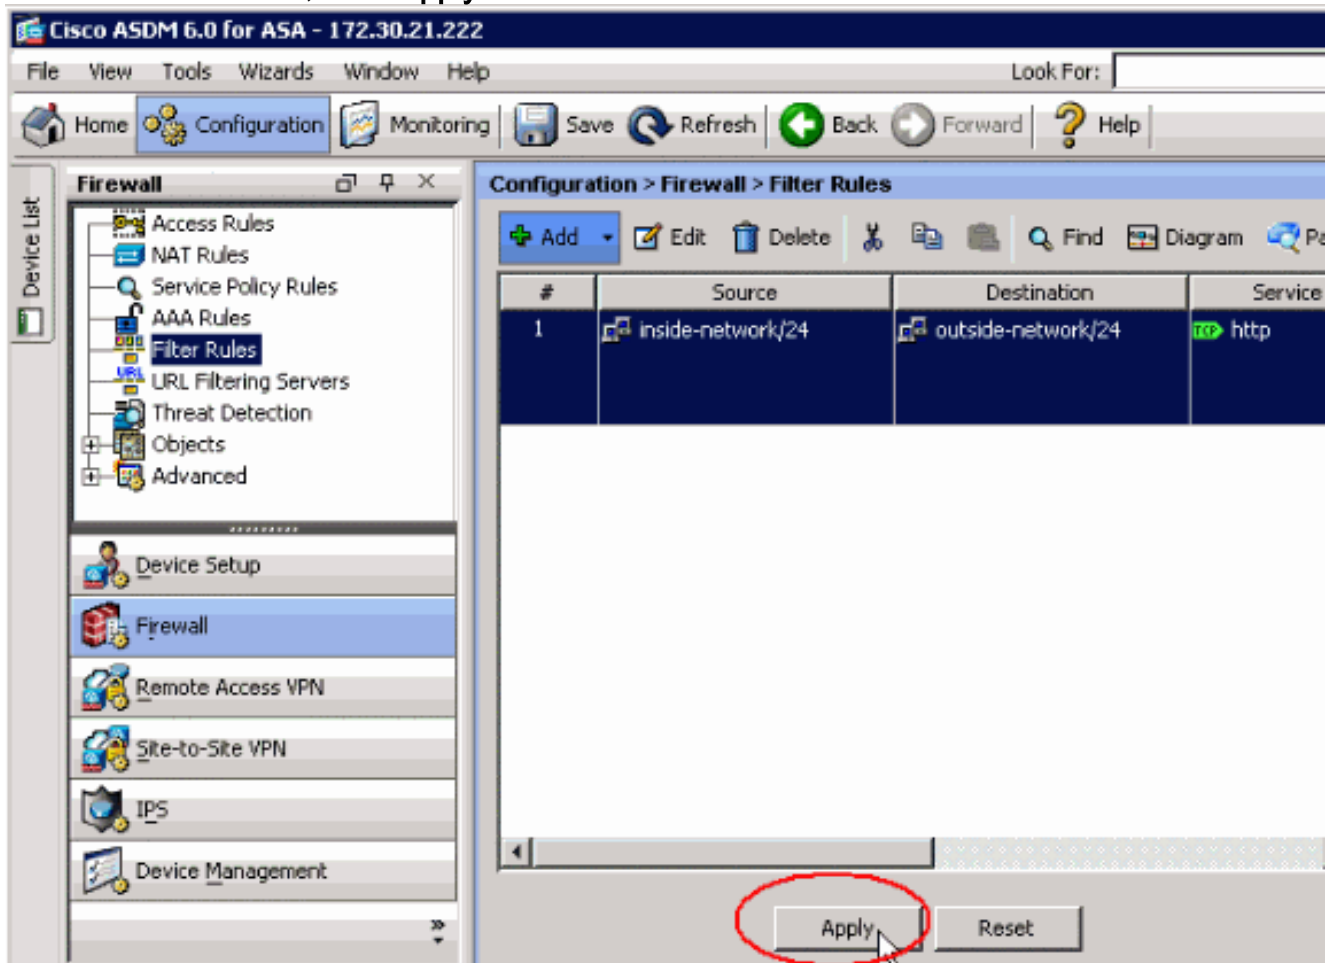 Cisco ASDM 6.0 for ASA - 172.30.21.222
File View Tools Wizards Window Help Look For:
Home Configuration Monitoring Save Refresh Back Forward Help
Device List
Firewall
Access Rules
NAT Rules
Service Policy Rules
AAA Rules
Filter Rules
URL Filtering Servers
Threat Detection
Objects
Advanced
Device Setup
Firewall
Remote Access VPN
Site-to-Site VPN
IPS
Device Management
Configuration > Firewall > Filter Rules
Add Edit Delete Find Diagram Pa
# Source Destination Service
1 inside-network/24 outside-network/24 TCP http
Apply Reset